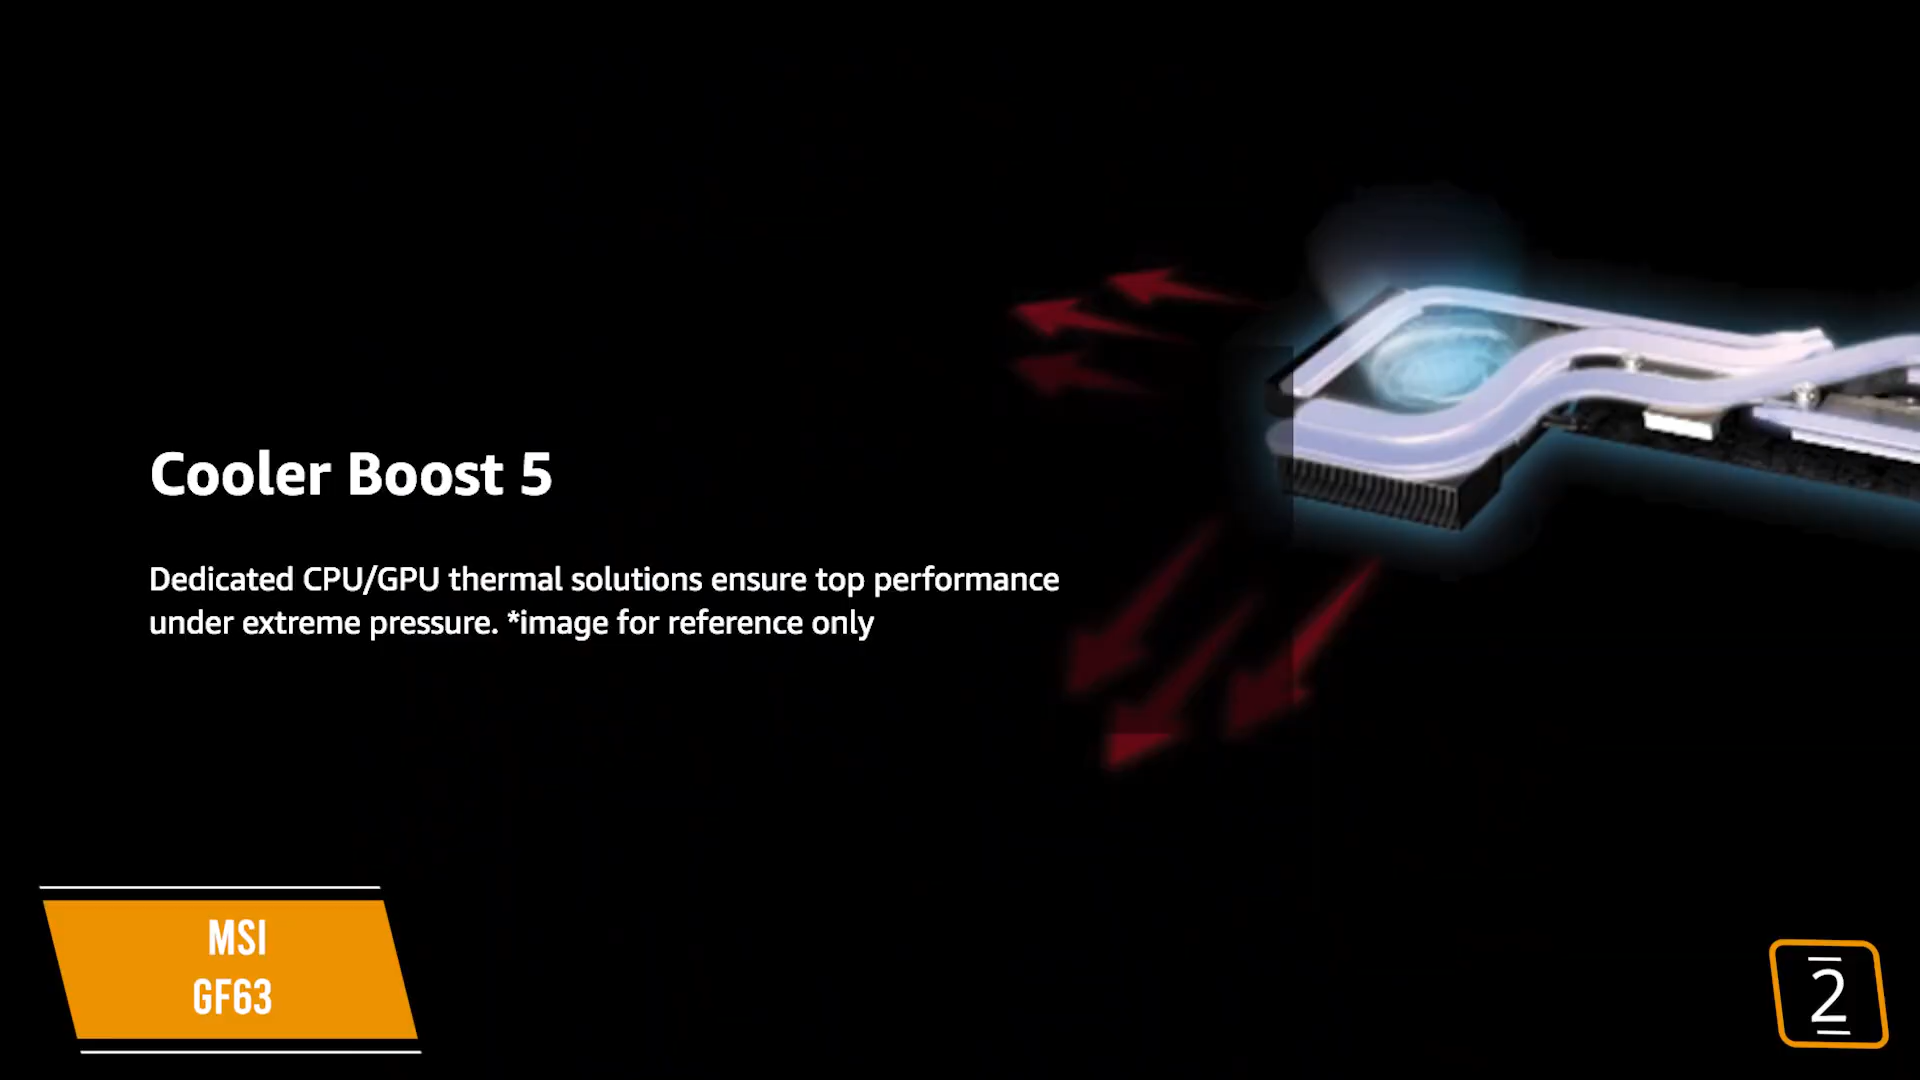 Cooler Boost 5
Dedicated CPU/GPU thermal solutions ensure top performance
under extreme pressure. *image for reference only
MSI
GF63
2